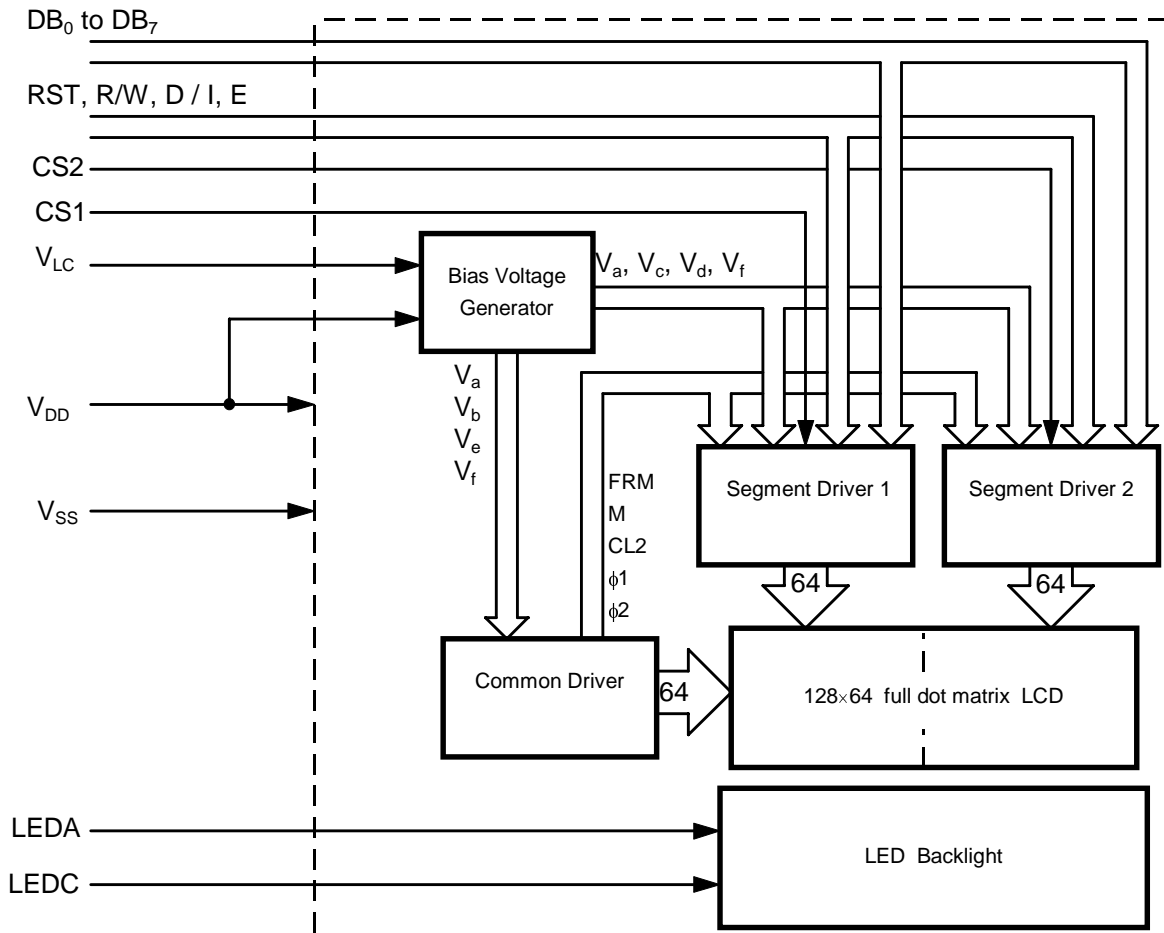 DB0 to DB7
RST, R/W, D / I, E
CS2
CS1
VLC
Bias Voltage
Generator
Va, Vc, Vd, Vf
VDD
Va
Vb
Ve
Vf
VSS
FRM
M
CL2
ϕ1
ϕ2
Segment Driver 1
Segment Driver 2
64
64
Common Driver
64
128×64 full dot matrix LCD
LEDA
LEDC
LED Backlight